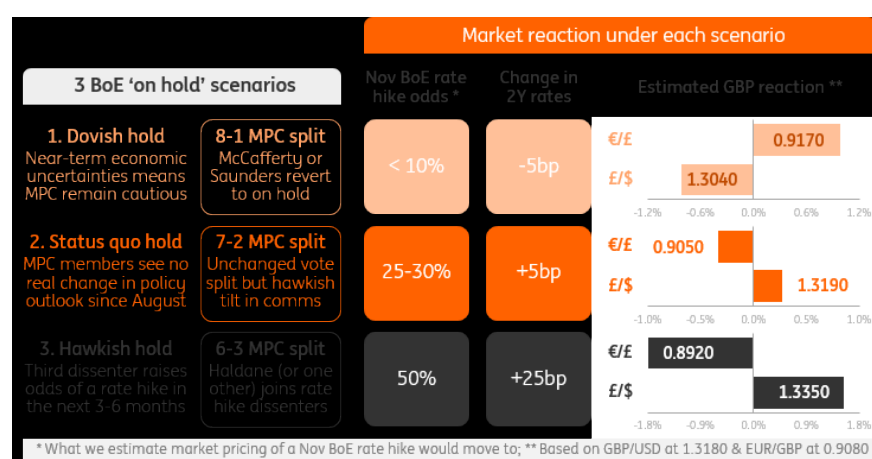 Market reaction under each scenario
3 BoE ‘on hold’ scenarios
Nov BoE rate
hike odds *
Change in
2Y rates
Estimated GBP reaction **
1. Dovish hold
Near-term economic
uncertainties means
MPC remain cautious
8-1 MPC split
McCafferty or
Saunders revert
to on hold
< 10%
-5bp
€/£
0.9170
£/$
1.3040
-1.2% -0.6% 0.0% 0.6% 1.2%
2. Status quo hold
MPC members see no
real change in policy
outlook since August
7-2 MPC split
Unchanged vote
split but hawkish
tilt in comms
25-30%
+5bp
€/£
0.9050
£/$
1.3190
-1.0% -0.5% 0.0% 0.5% 1.0%
3. Hawkish hold
Third dissenter raises
odds of a rate hike in
the next 3-6 months
6-3 MPC split
Haldane (or one
other) joins rate
hike dissenters
50%
+25bp
€/£
0.8920
£/$
1.3350
-1.8% -0.9% 0.0% 0.9% 1.8%
* What we estimate market pricing of a Nov BoE rate hike would move to; ** Based on GBP/USD at 1.3180 & EUR/GBP at 0.9080